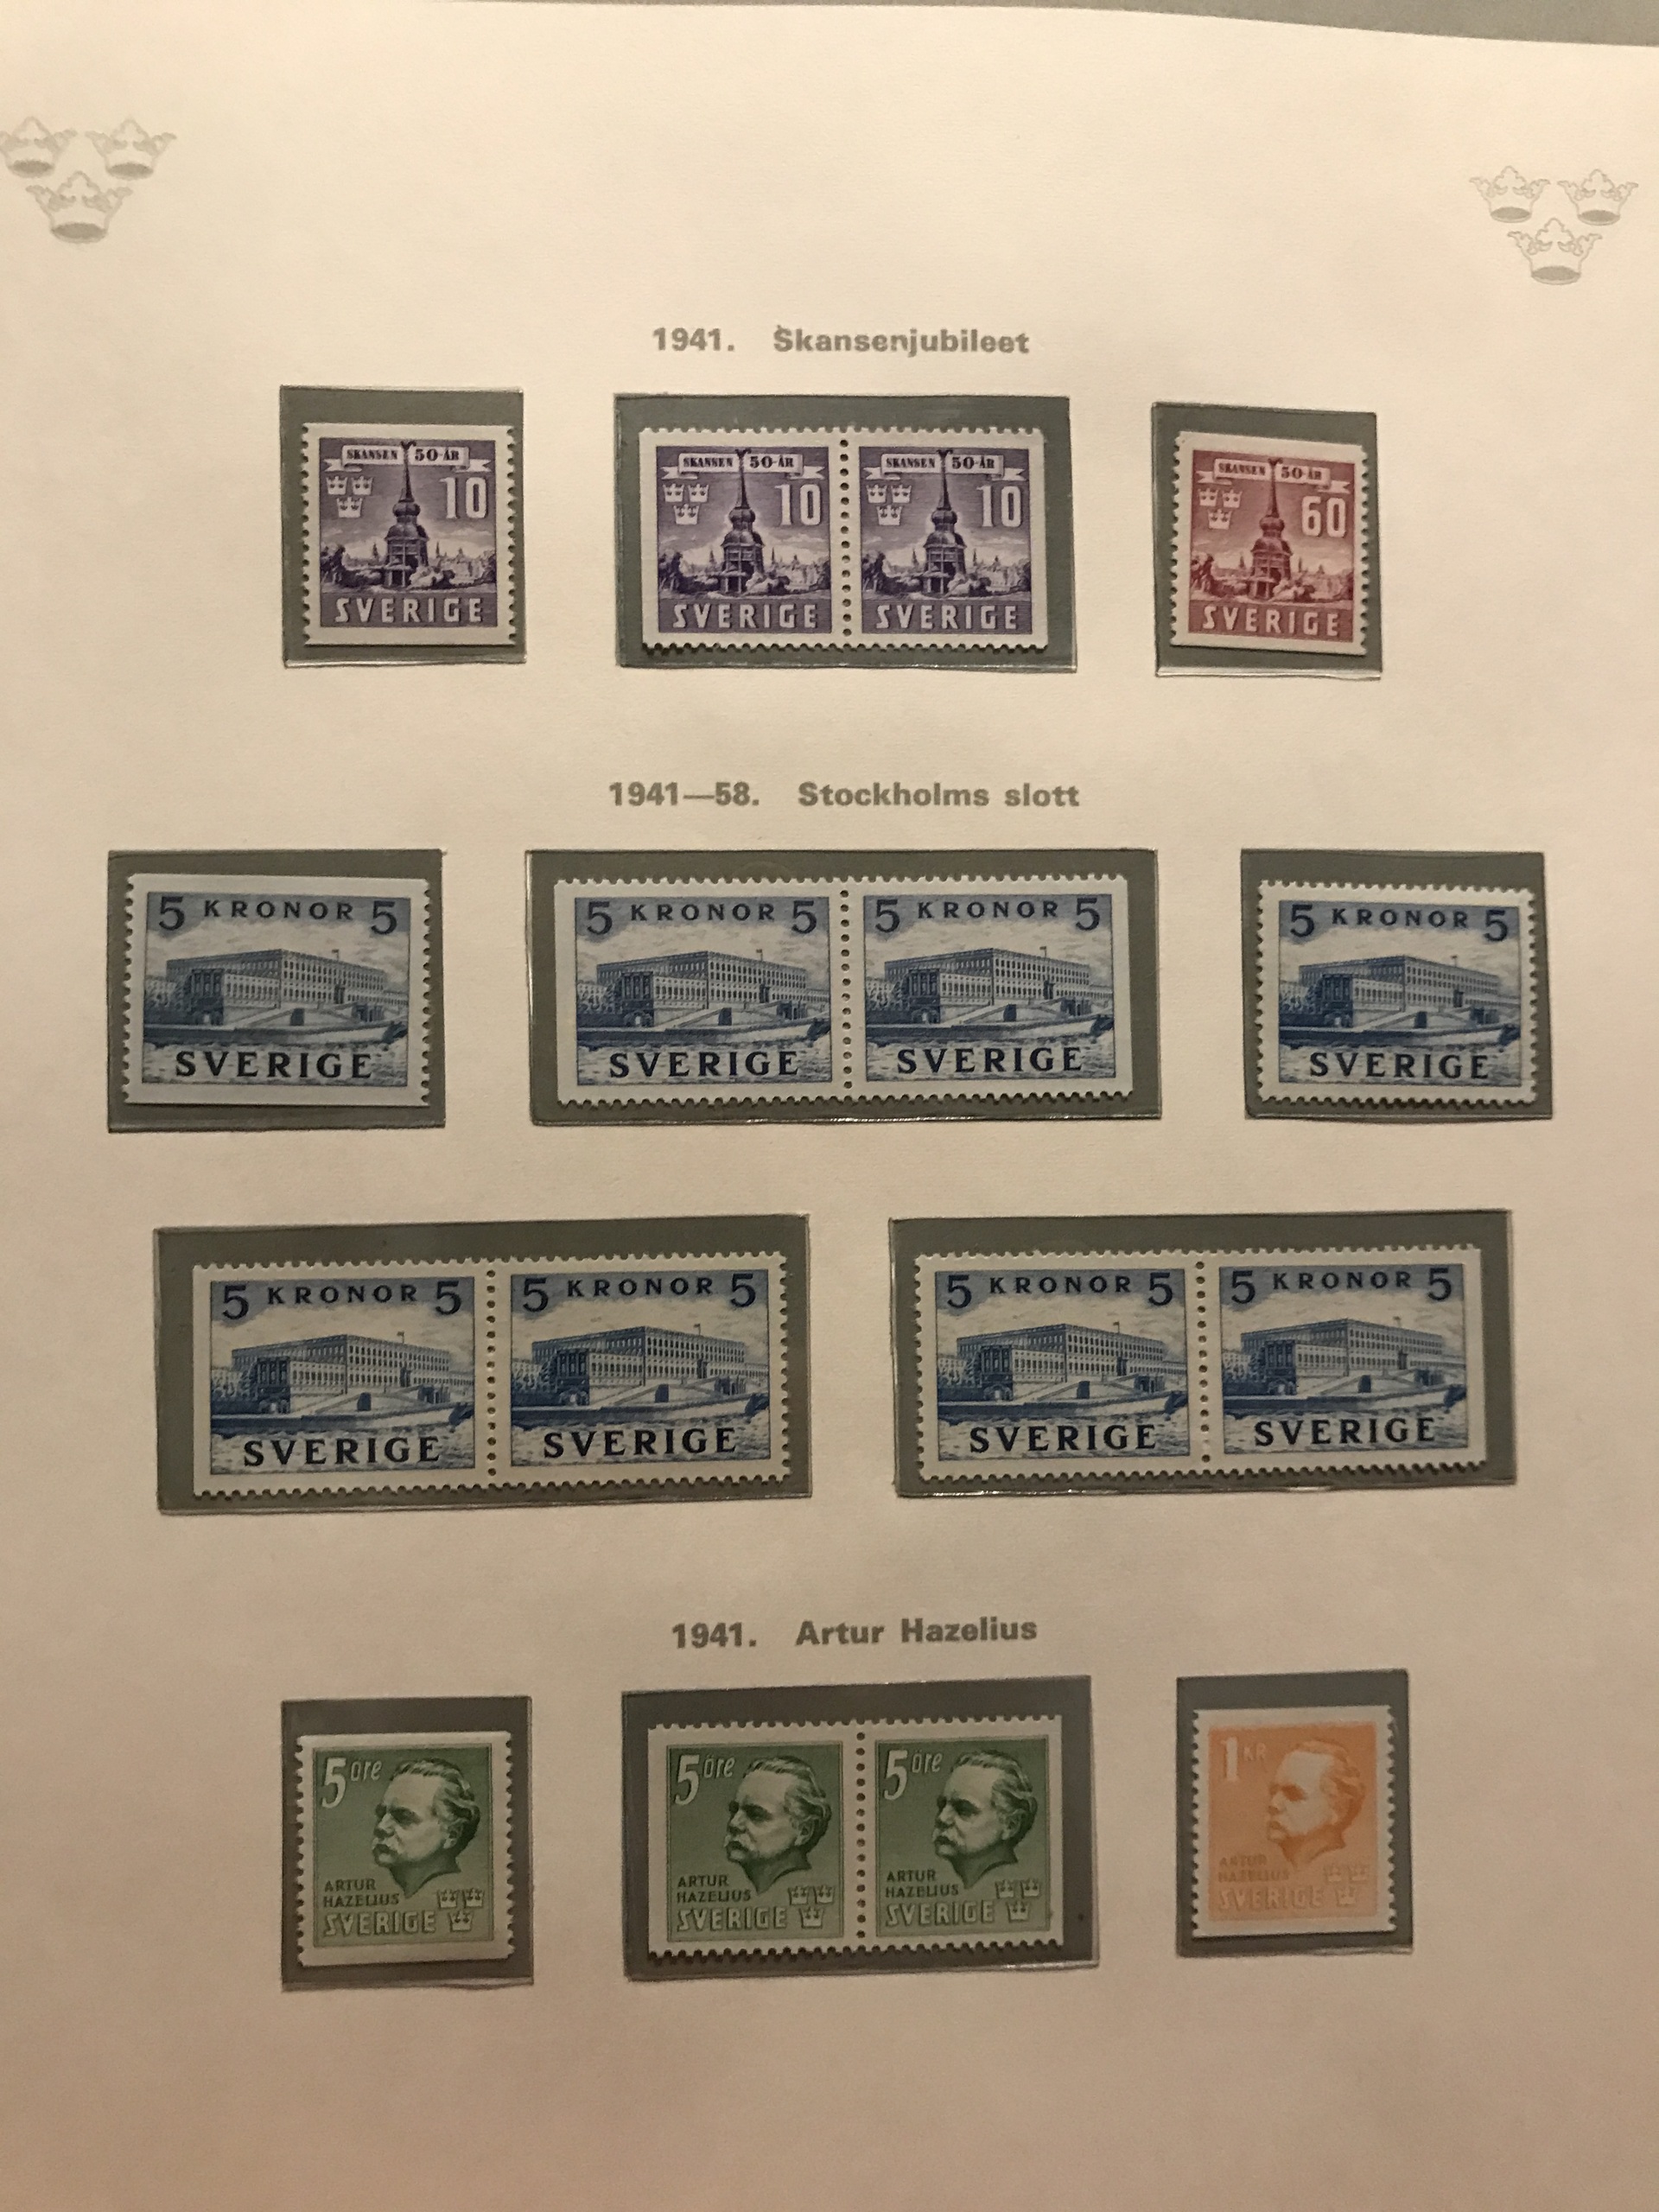 1941. Skansenjubileet
SKANSEN 50-ÅR
10
SVERIGE
SKANSEN 50-ÅR
10
SVERIGE
SKANSEN 50-ÅR
10
SVERIGE
SKANSEN 50-ÅR
60
SVERIGE
1941—58. Stockholms slott
5 KRONOR 5
SVERIGE
5 KRONOR 5
SVERIGE
5 KRONOR 5
SVERIGE
5 KRONOR 5
SVERIGE
5 KRONOR 5
SVERIGE
5 KRONOR 5
SVERIGE
5 KRONOR 5
SVERIGE
5 KRONOR 5
SVERIGE
1941. Artur Hazelius
5 öre
ARTUR
HAZELIUS
SVERIGE
5 öre
ARTUR
HAZELIUS
SVERIGE
5 öre
ARTUR
HAZELIUS
SVERIGE
1 KR
ARTUR
HAZELIUS
SVERIGE